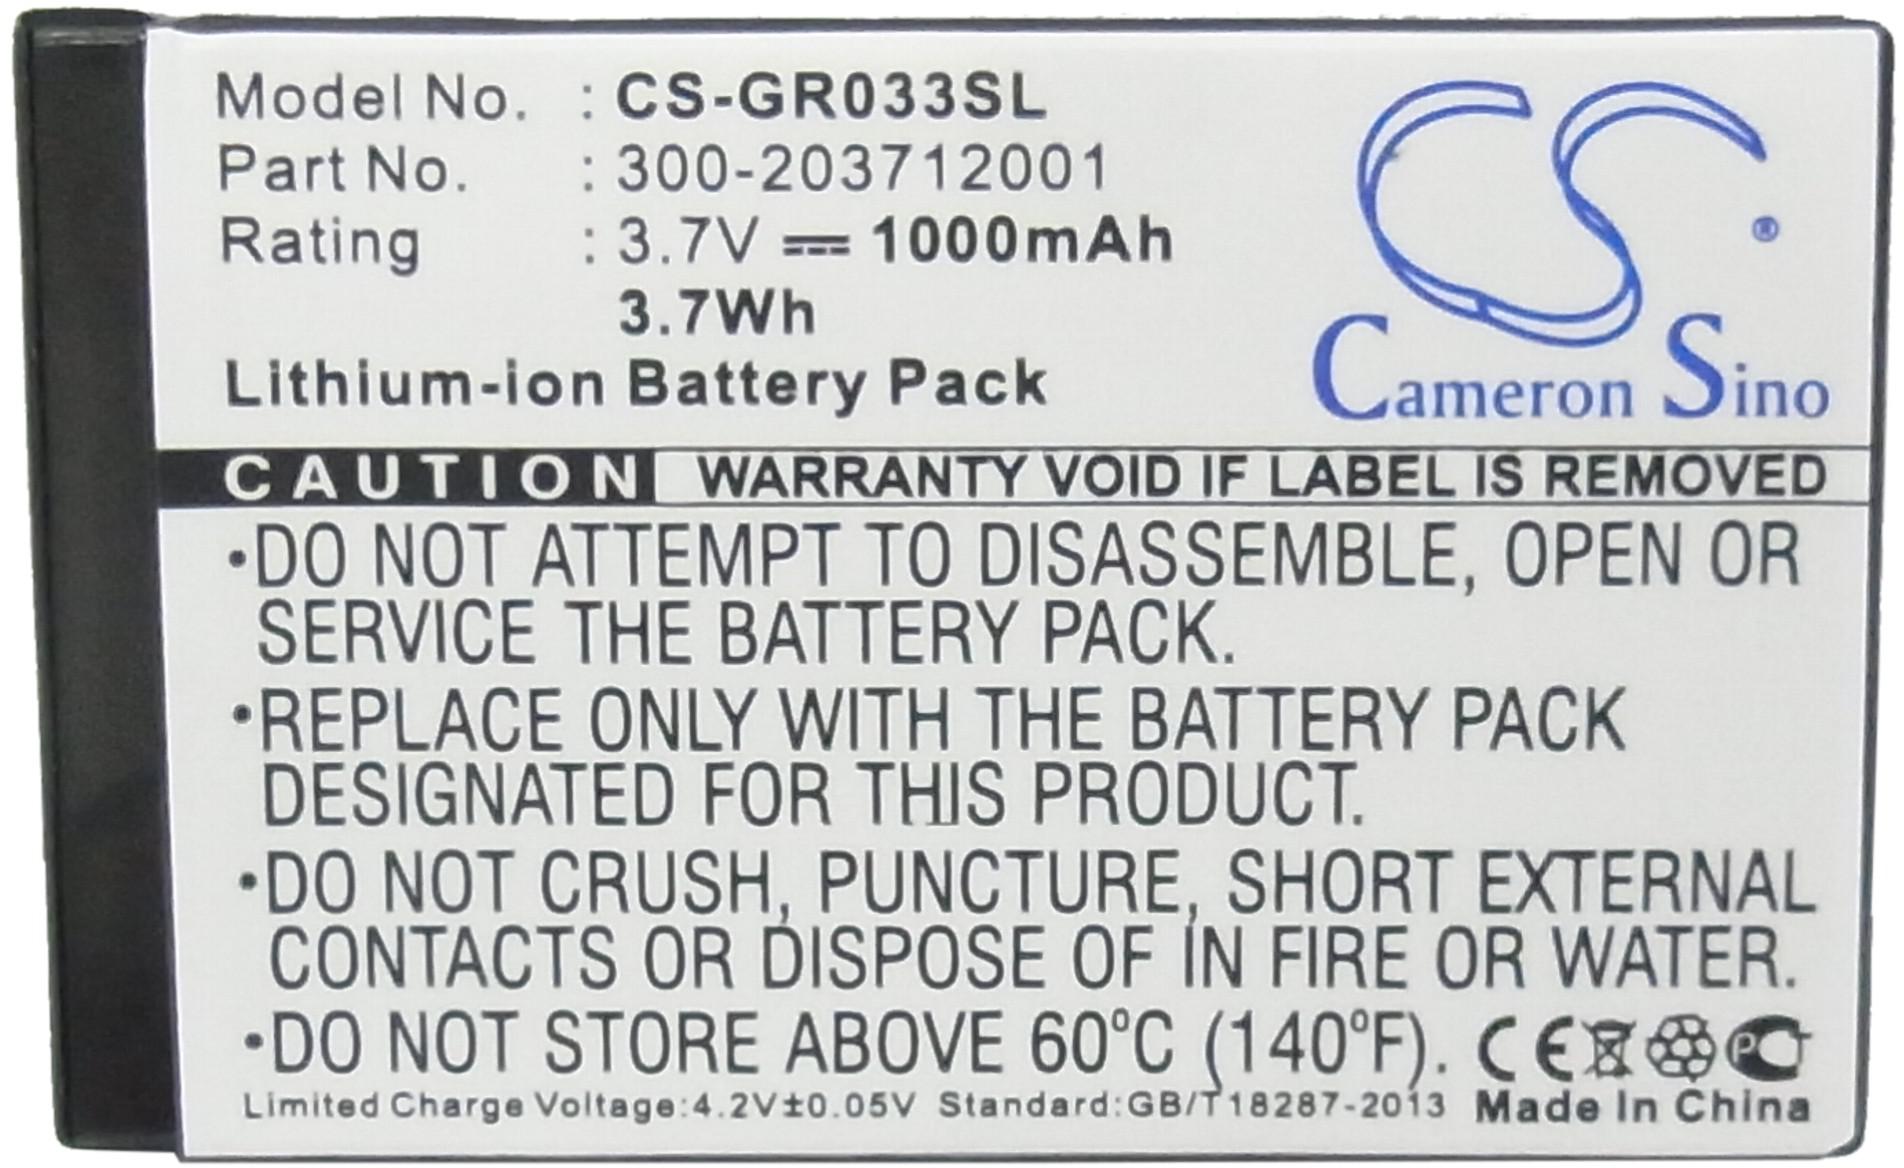 Model No. : CS-GR033SL
Part No. : 300-203712001
Rating : 3.7V ⎓ 1000mAh
3.7Wh
Lithium-ion Battery Pack
CS ®
Cameron Sino
CAUTION WARRANTY VOID IF LABEL IS REMOVED
•DO NOT ATTEMPT TO DISASSEMBLE, OPEN OR
SERVICE THE BATTERY PACK.
•REPLACE ONLY WITH THE BATTERY PACK
DESIGNATED FOR THIS PRODUCT.
•DO NOT CRUSH, PUNCTURE, SHORT EXTERNAL
CONTACTS OR DISPOSE OF IN FIRE OR WATER.
•DO NOT STORE ABOVE 60°C (140°F). CE PC
Limited Charge Voltage:4.2V±0.05V Standard:GB/T18287-2013 Made In China